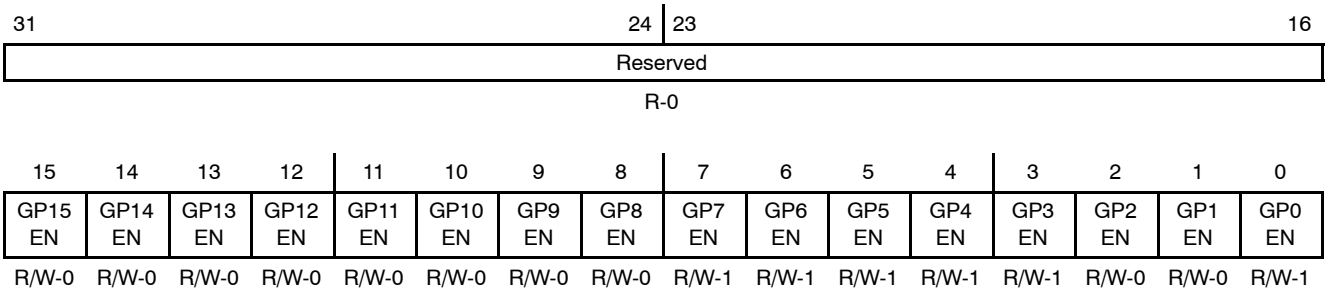 31 24 23 16
Reserved
R-0
15 14 13 12 11 10 9 8 7 6 5 4 3 2 1 0
GP15 GP14 GP13 GP12 GP11 GP10 GP9 GP8 GP7 GP6 GP5 GP4 GP3 GP2 GP1 GP0
EN EN EN EN EN EN EN EN EN EN EN EN EN EN EN EN
R/W-0 R/W-0 R/W-0 R/W-0 R/W-0 R/W-0 R/W-0 R/W-0 R/W-1 R/W-1 R/W-1 R/W-1 R/W-1 R/W-0 R/W-0 R/W-1